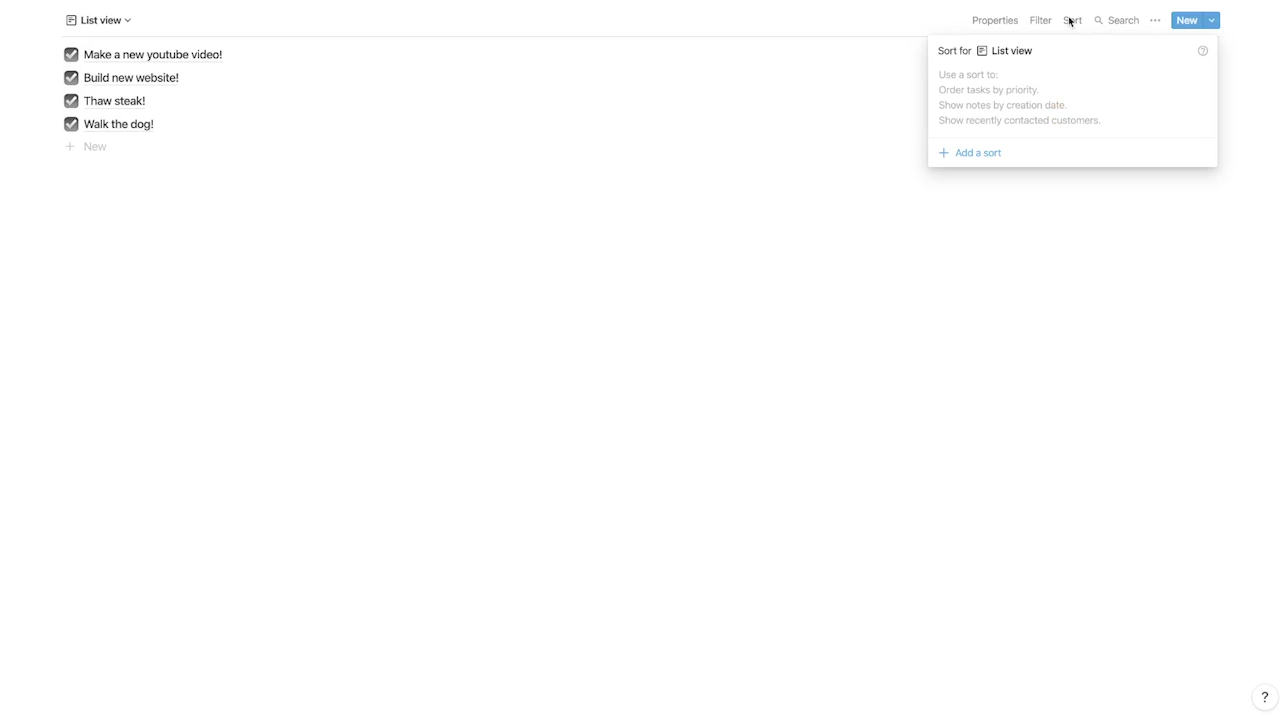 List view
Properties Filter Sort Search ... New
Make a new youtube video!
Build new website!
Thaw steak!
Walk the dog!
+ New
Sort for List view ?
Use a sort to:
Order tasks by priority.
Show notes by creation date.
Show recently contacted customers.
+ Add a sort
?